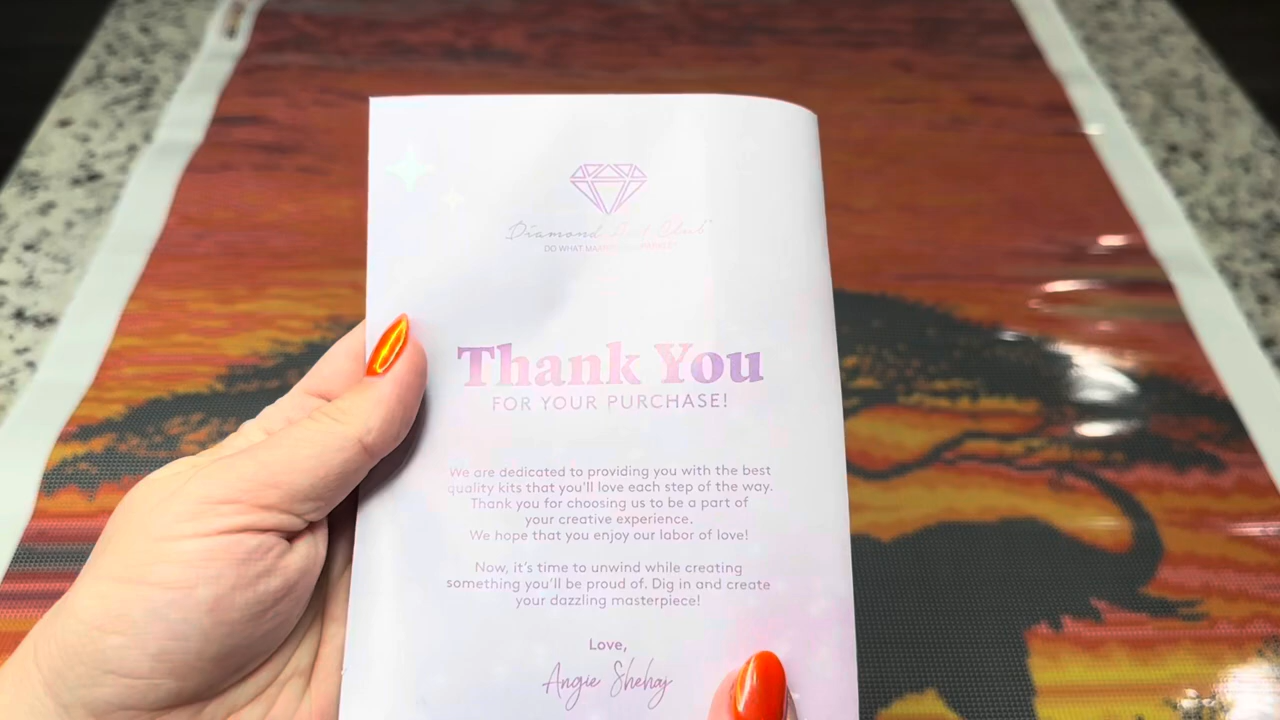 Diamond Art Club
DO WHAT MAKES
Thank You
FOR YOUR PURCHASE!
We are dedicated to providing you with the best
quality kits that you'll love each step of the way.
Thank you for choosing us to be a part of
your creative experience.
We hope that you enjoy our labor of love!
Now, it's time to unwind while creating
something you'll be proud of. Dig in and create
your dazzling masterpiece!
Love,
Angie Shehaj